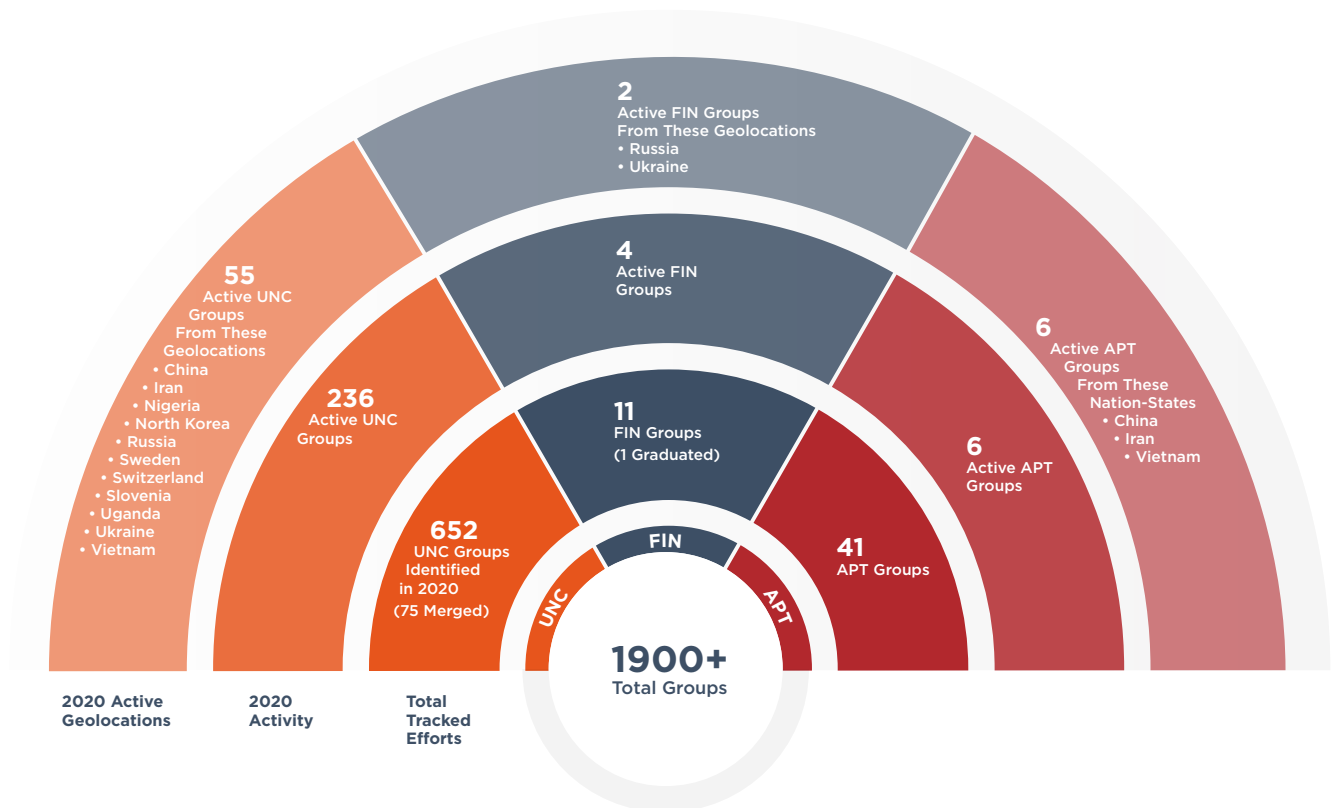 2
Active FIN Groups
From These Geolocations
• Russia
• Ukraine
4
Active FIN
Groups
11
FIN Groups
(1 Graduated)
FIN
55
Active UNC
Groups
From These
Geolocations
• China
• Iran
• Nigeria
• North Korea
• Russia
• Sweden
• Switzerland
• Slovenia
• Uganda
• Ukraine
• Vietnam
236
Active UNC
Groups
652
UNC Groups
Identified
in 2020
(75 Merged)
UNC
APT
41
APT Groups
6
Active APT
Groups
6
Active APT
Groups
From These
Nation-States
• China
• Iran
• Vietnam
1900+
Total Groups
2020 Active
Geolocations
2020
Activity
Total
Tracked
Efforts